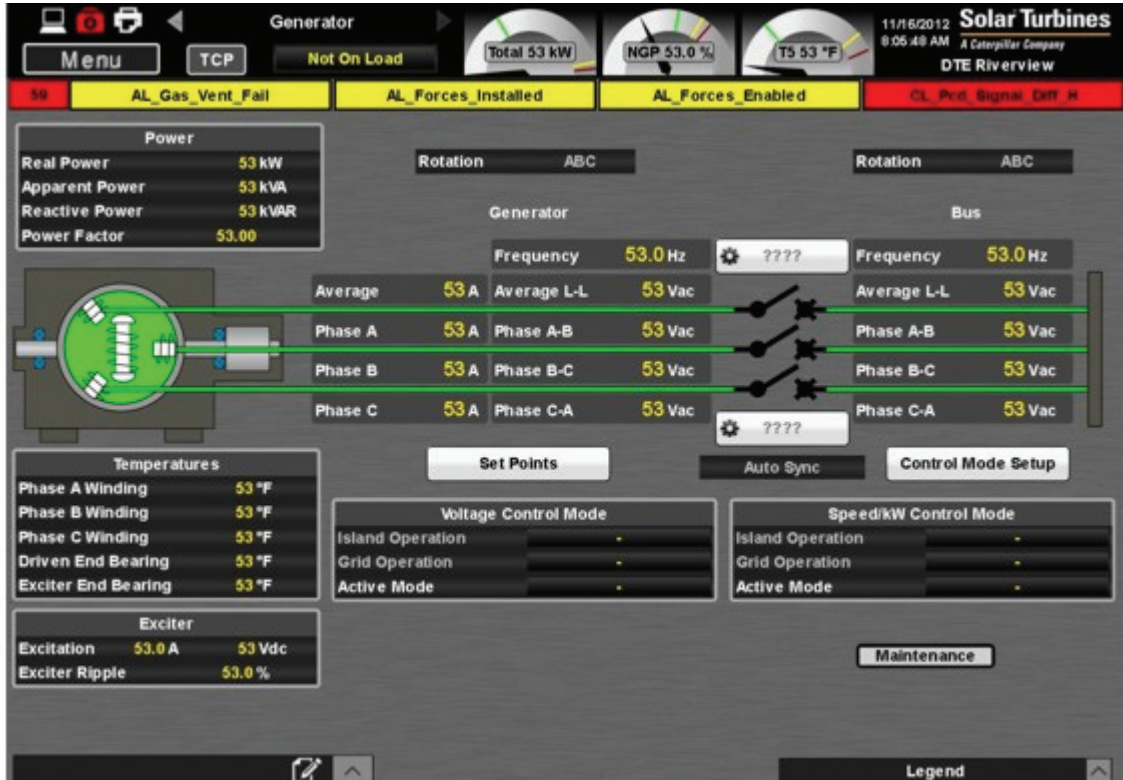 Generator
11/16/2012 Solar Turbines
8:05:48 AM A Caterpillar Company
Menu TCP Not On Load Total 53 kW NGP 53.0 % T5 53 °F DTE Riverview
59 AL_Gas_Vent_Fail AL_Forces_Installed AL_Forces_Enabled CL_Pcd_Signal_Diff_H
Power
Real Power 53 kW
Apparent Power 53 kVA
Reactive Power 53 kVAR
Power Factor 53.00
Rotation ABC Rotation ABC
Generator Bus
Frequency 53.0 Hz ???? Frequency 53.0 Hz
Average 53 A Average L-L 53 Vac Average L-L 53 Vac
Phase A 53 A Phase A-B 53 Vac Phase A-B 53 Vac
Phase B 53 A Phase B-C 53 Vac Phase B-C 53 Vac
Phase C 53 A Phase C-A 53 Vac Phase C-A 53 Vac
????
Set Points Auto Sync Control Mode Setup
Temperatures
Phase A Winding 53 °F
Phase B Winding 53 °F
Phase C Winding 53 °F
Driven End Bearing 53 °F
Exciter End Bearing 53 °F
Voltage Control Mode
Island Operation -
Grid Operation -
Active Mode -
Speed/kW Control Mode
Island Operation -
Grid Operation -
Active Mode -
Exciter
Excitation 53.0 A 53 Vdc
Exciter Ripple 53.0 %
Maintenance
Legend